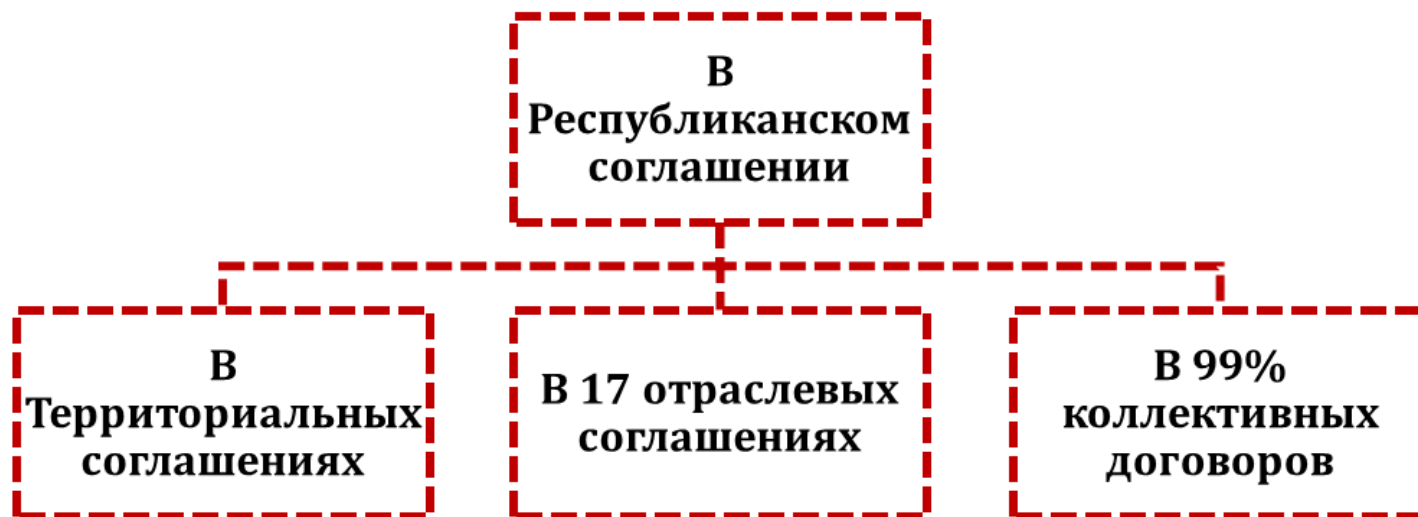 В
Республиканском
соглашении
В
Территориальных
соглашениях
В 17 отраслевых
соглашениях
В 99%
коллективных
договоров